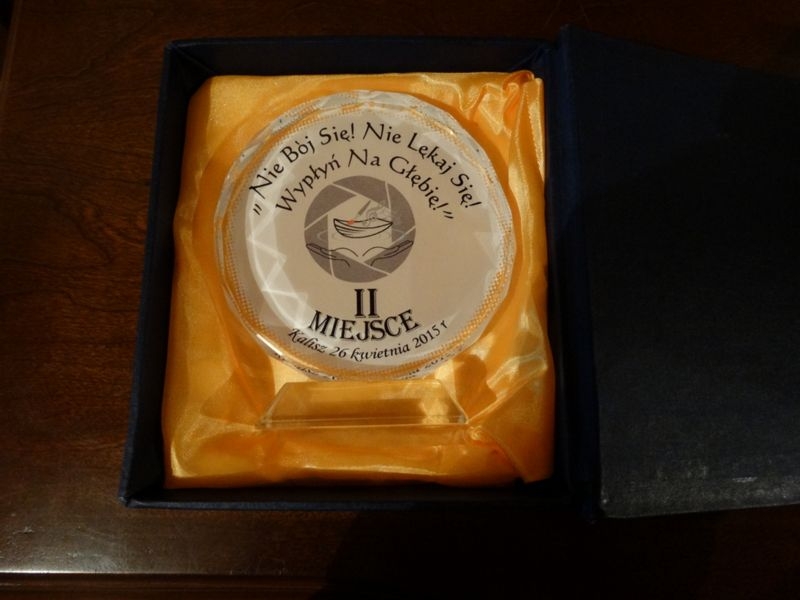 „Nie Bój Się! Nie Lękaj Się!
Wypłyń Na Głębię!„
II
MIEJSCE
Kalisz 26 kwietnia 2015 r